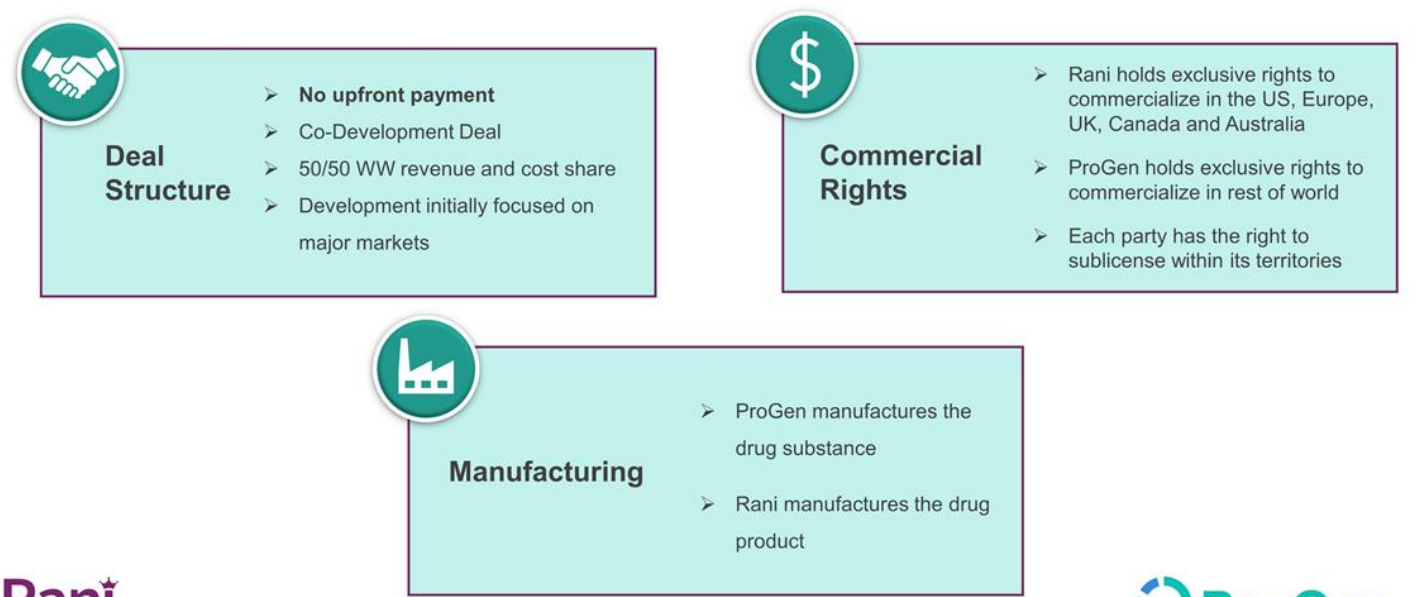 Deal
Structure
➢ No upfront payment
➢ Co-Development Deal
➢ 50/50 WW revenue and cost share
➢ Development initially focused on
major markets
Commercial
Rights
➢ Rani holds exclusive rights to
commercialize in the US, Europe,
UK, Canada and Australia
➢ ProGen holds exclusive rights to
commercialize in rest of world
➢ Each party has the right to
sublicense within its territories
Manufacturing
➢ ProGen manufactures the
drug substance
➢ Rani manufactures the drug
product
Rani